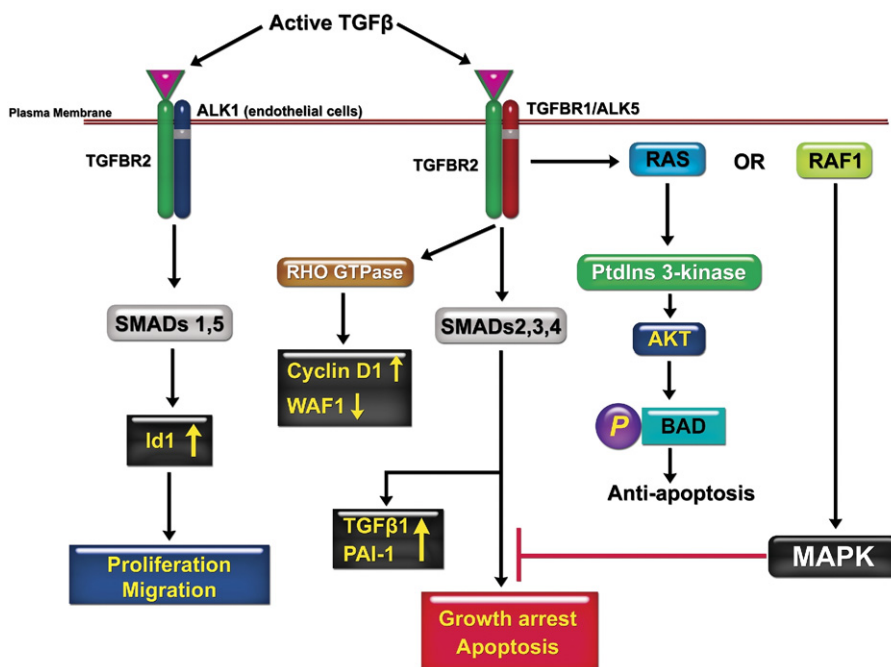 Active TGFβ
Plasma Membrane
ALK1 (endothelial cells)
TGFBR1/ALK5
TGFBR2
TGFBR2
RAS
OR
RAF1
RHO GTPase
PtdIns 3-kinase
SMADs 1,5
SMADs2,3,4
AKT
Cyclin D1 ↑
WAF1 ↓
P
BAD
Id1 ↑
Anti-apoptosis
TGFβ1
PAI-1 ↑
MAPK
Proliferation
Migration
Growth arrest
Apoptosis